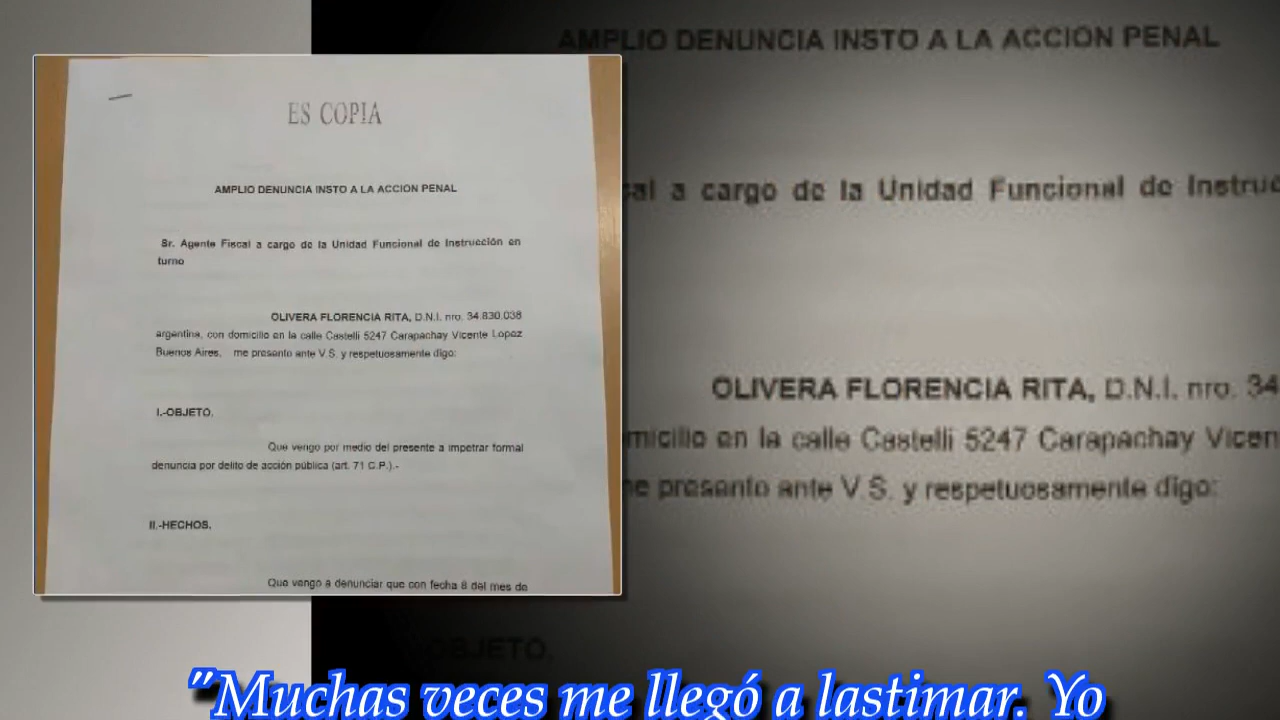 ES COPIA
AMPLIO DENUNCIA INSTO A LA ACCION PENAL
Sr. Agente Fiscal a cargo de la Unidad Funcional de Instrucción en
turno
OLIVERA FLORENCIA RITA, D.N.I. nro. 34.830.038
argentina, con domicilio en la calle Castelli 5247 Carapachay Vicente Lopez
Buenos Aires, me presento ante V.S. y respetuosamente digo:
I.-OBJETO.
Que vengo por medio del presente a impetrar formal
denuncia por delito de acción pública (art. 71 C.P.).-
II.-HECHOS.
Que vengo a denunciar que con fecha 8 del mes de
AMPLIO DENUNCIA INSTO A LA ACCION PENAL
al a cargo de la Unidad Funcional de Instruc
OLIVERA FLORENCIA RITA, D.N.I. nro. 34
micilio en la calle Castelli 5247 Carapachay Vicen
e presento ante V.S. y respetuosamente digo:
OBJETO.
"Muchas veces me llegó a lastimar. Yo